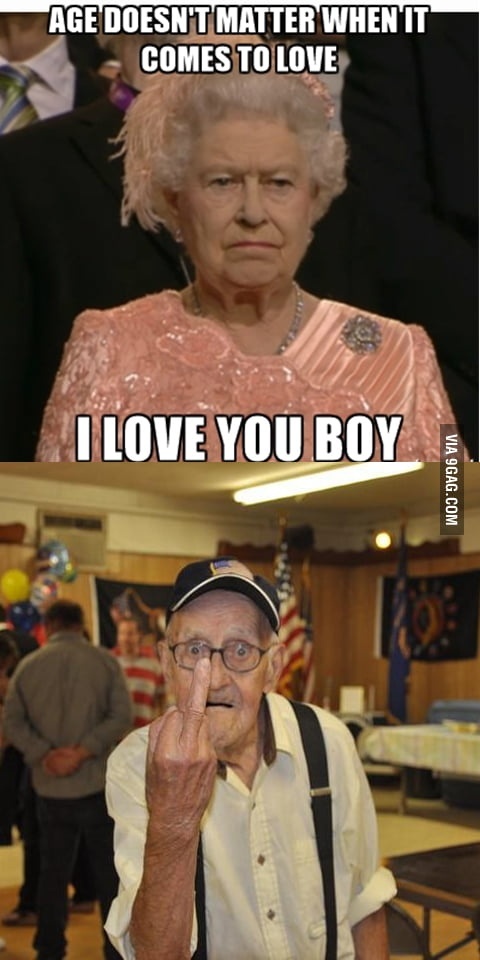 AGE DOESN'T MATTER WHEN IT
COMES TO LOVE
I LOVE YOU BOY
VIA 9GAG.COM